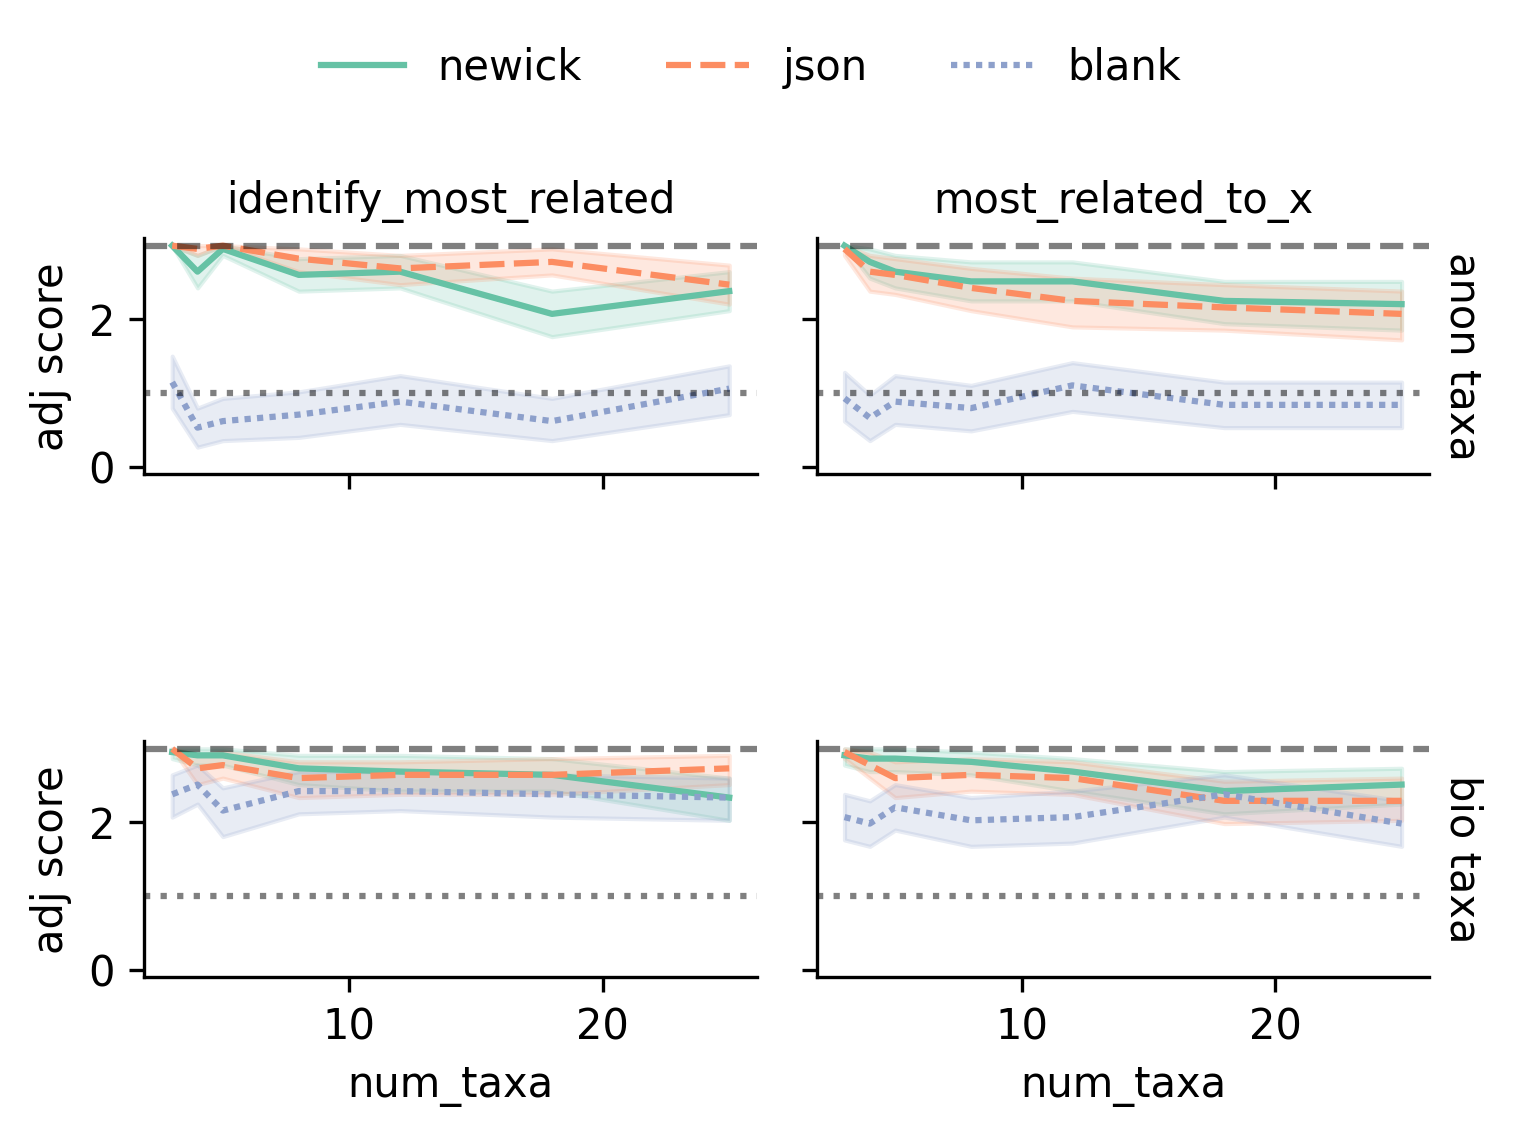 newick json blank
identify_most_related most_related_to_x
adj score
2
0
anon taxa
adj score
2
0
bio taxa
10 20 10 20
num_taxa num_taxa